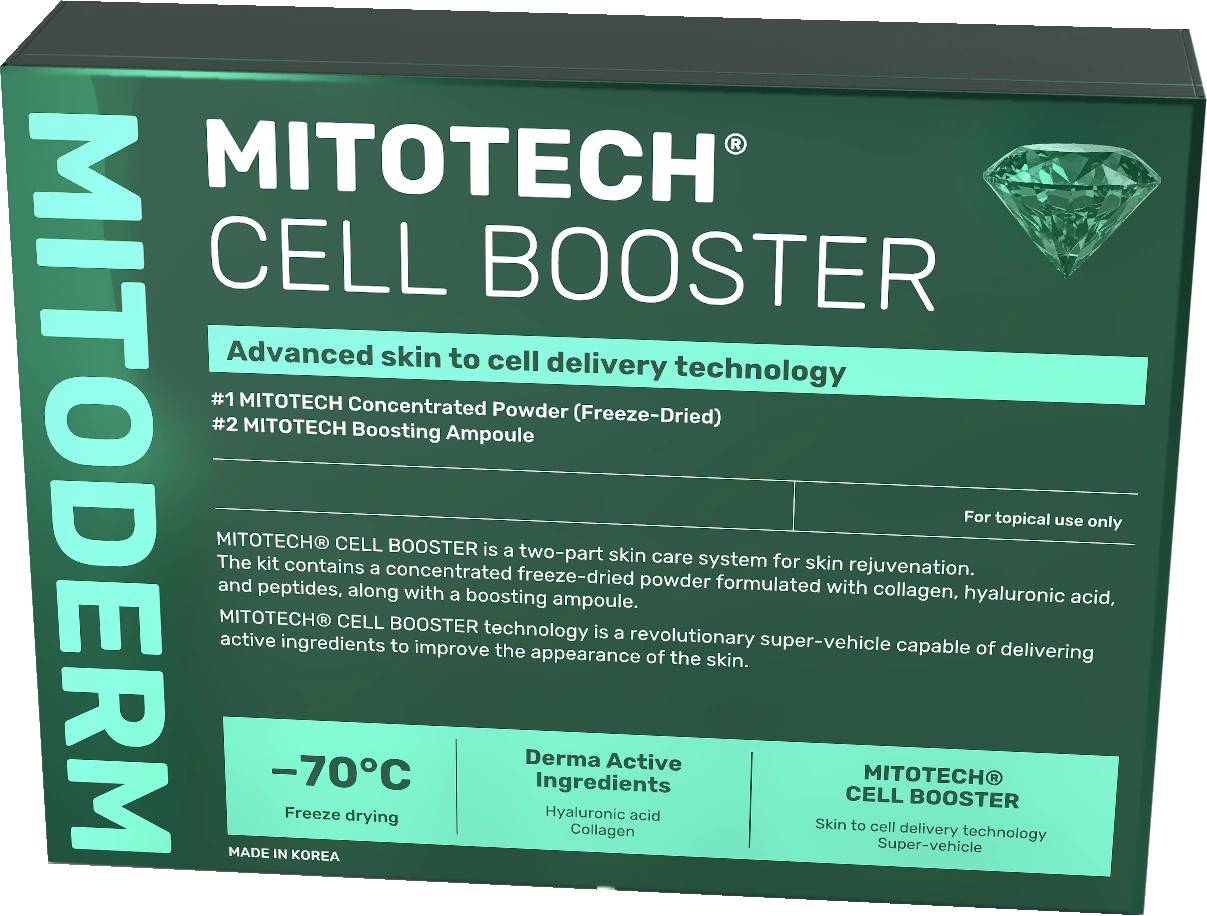 MITODERM
MITOTECH®
CELL BOOSTER
Advanced skin to cell delivery technology
#1 MITOTECH Concentrated Powder (Freeze-Dried)
#2 MITOTECH Boosting Ampoule
For topical use only
MITOTECH® CELL BOOSTER is a two-part skin care system for skin rejuvenation.
The kit contains a concentrated freeze-dried powder formulated with collagen, hyaluronic acid,
and peptides, along with a boosting ampoule.
MITOTECH® CELL BOOSTER technology is a revolutionary super-vehicle capable of delivering
active ingredients to improve the appearance of the skin.
–70°C
Freeze drying
Derma Active
Ingredients
Hyaluronic acid
Collagen
MITOTECH®
CELL BOOSTER
Skin to cell delivery technology
Super-vehicle
MADE IN KOREA